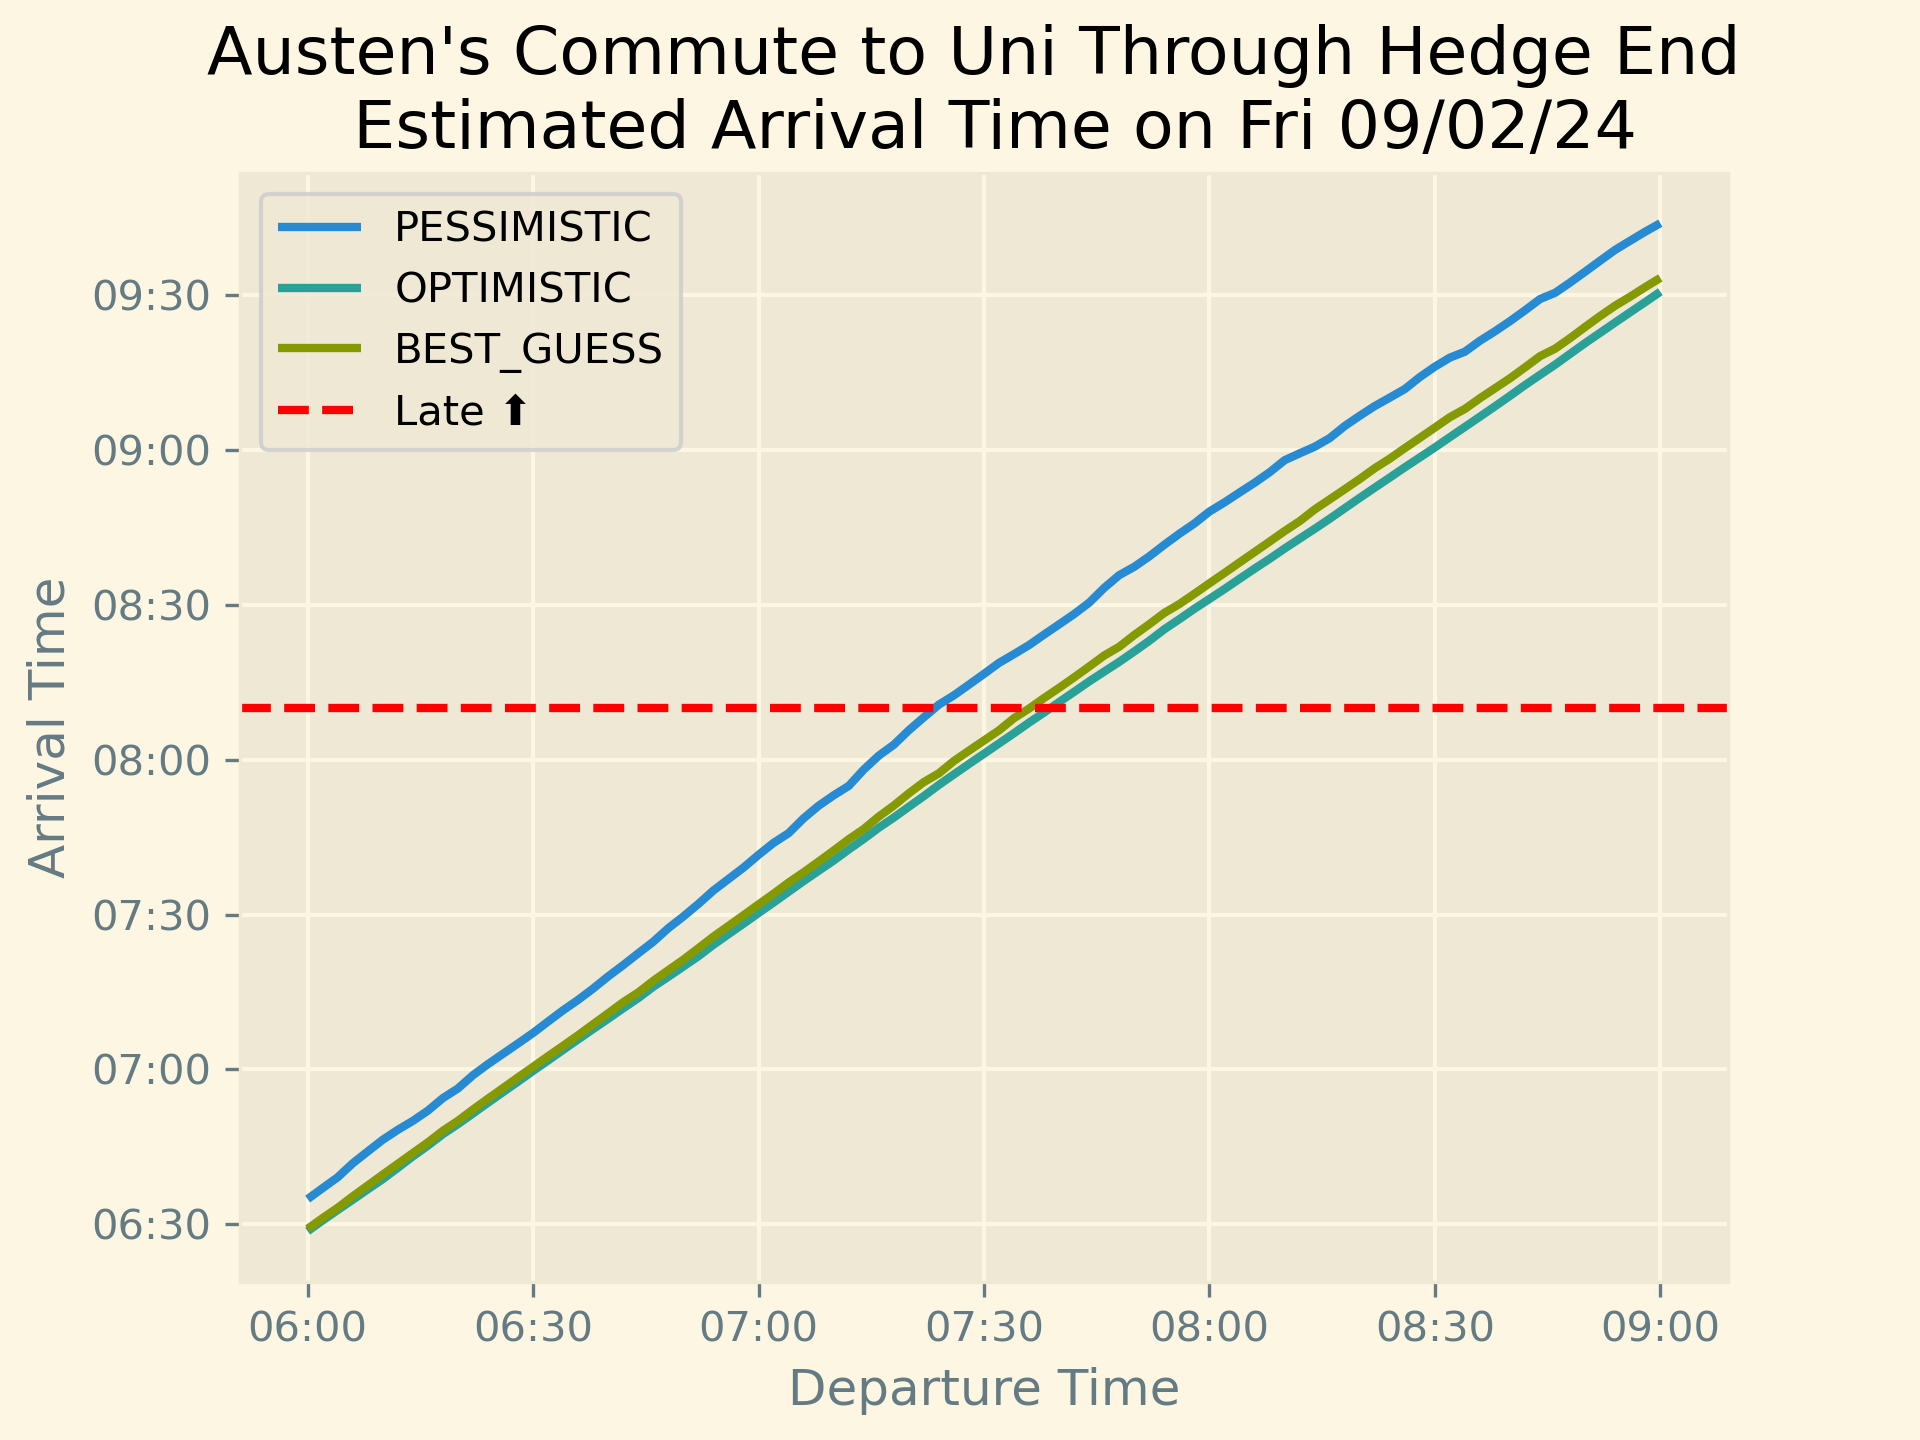 Austen's Commute to Uni Through Hedge End
Estimated Arrival Time on Fri 09/02/24
PESSIMISTIC
OPTIMISTIC
BEST_GUESS
Late ⬆
Arrival Time
09:30
09:00
08:30
08:00
07:30
07:00
06:30
06:00 06:30 07:00 07:30 08:00 08:30 09:00
Departure Time